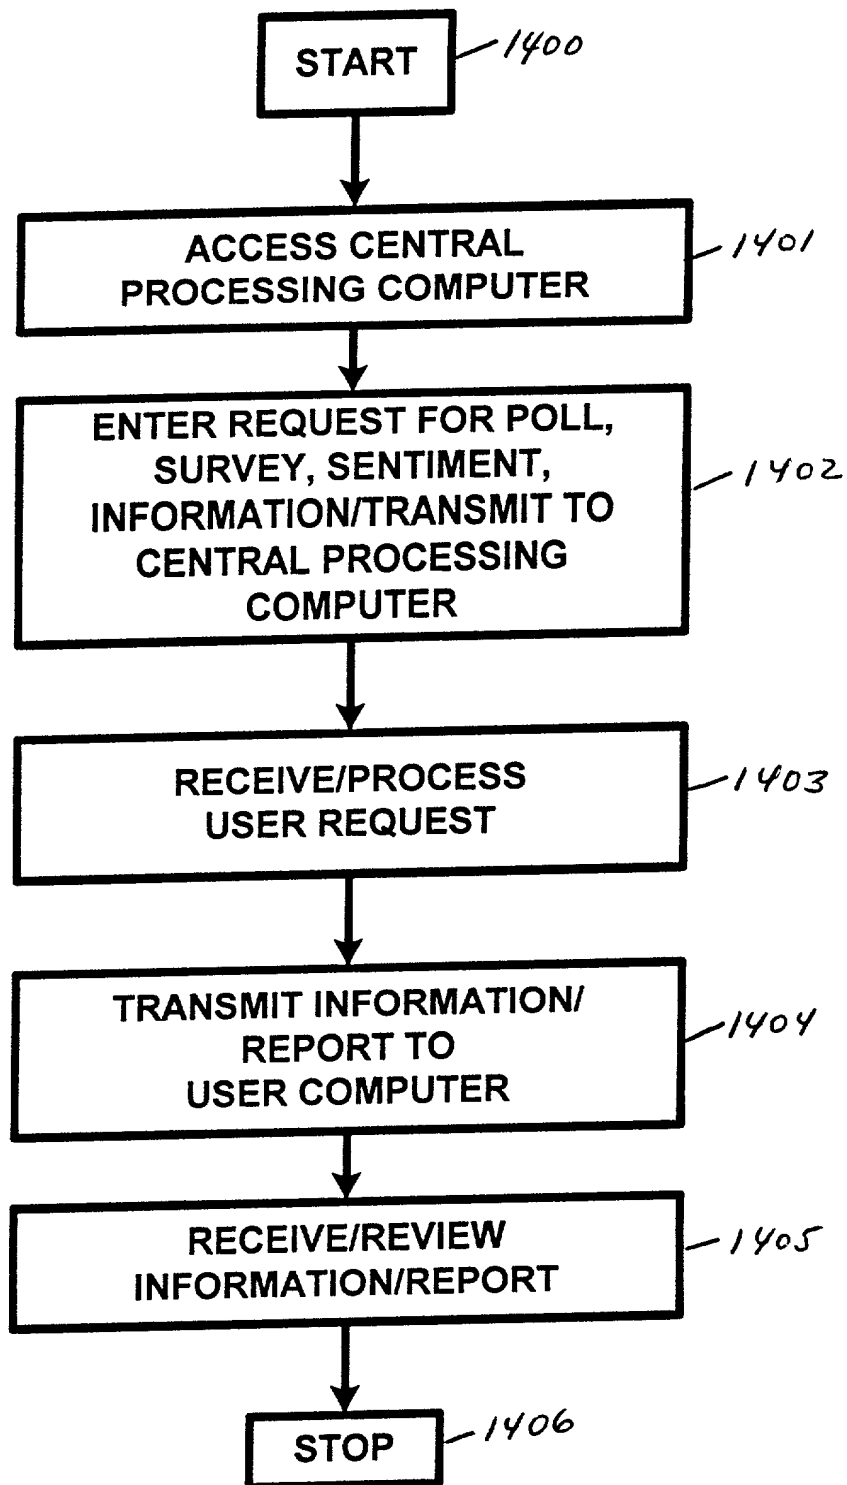 START
1400
ACCESS CENTRAL
PROCESSING COMPUTER
1401
ENTER REQUEST FOR POLL,
SURVEY, SENTIMENT,
INFORMATION/TRANSMIT TO
CENTRAL PROCESSING
COMPUTER
1402
RECEIVE/PROCESS
USER REQUEST
1403
TRANSMIT INFORMATION/
REPORT TO
USER COMPUTER
1404
RECEIVE/REVIEW
INFORMATION/REPORT
1405
STOP
1406